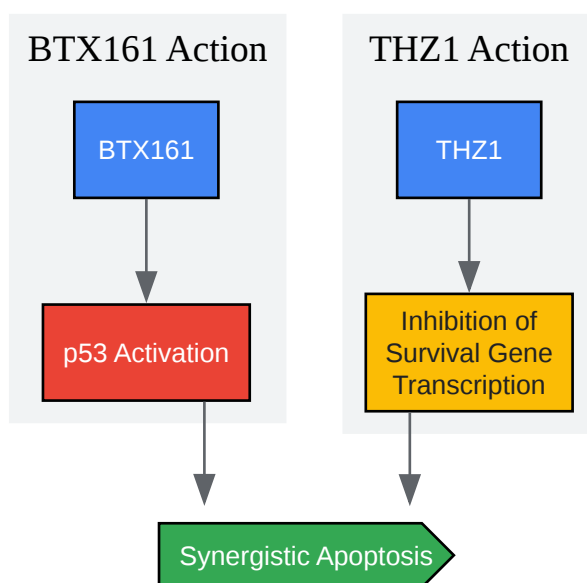 BTX161 Action
BTX161
p53 Activation
THZ1 Action
THZ1
Inhibition of
Survival Gene
Transcription
Synergistic Apoptosis